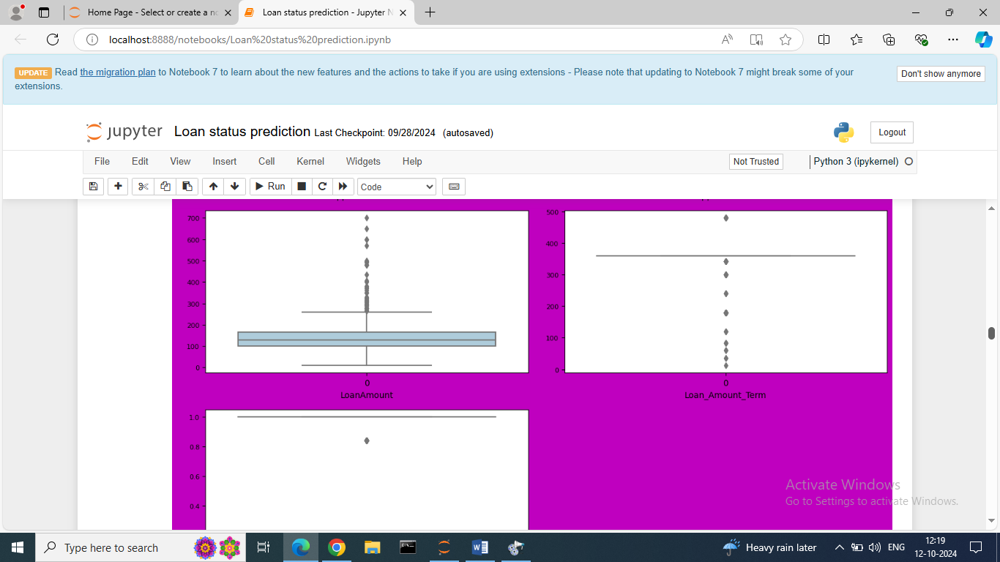 Home Page - Select or create a no
Loan status prediction - Jupyter N
localhost:8888/notebooks/Loan%20status%20prediction.ipynb
UPDATE Read the migration plan to Notebook 7 to learn about the new features and the actions to take if you are using extensions - Please note that updating to Notebook 7 might break some of your
extensions.
Don't show anymore
jupyter Loan status prediction Last Checkpoint: 09/28/2024 (autosaved)
Logout
File Edit View Insert Cell Kernel Widgets Help
Not Trusted
Python 3 (ipykernel)
Run
Code
700
600
500
400
300
200
100
0
0
LoanAmount
500
400
300
200
100
0
0
Loan_Amount_Term
1.0
0.8
0.6
0.4
Activate Windows
Go to Settings to activate Windows.
Type here to search
Heavy rain later
ENG
12:19
12-10-2024